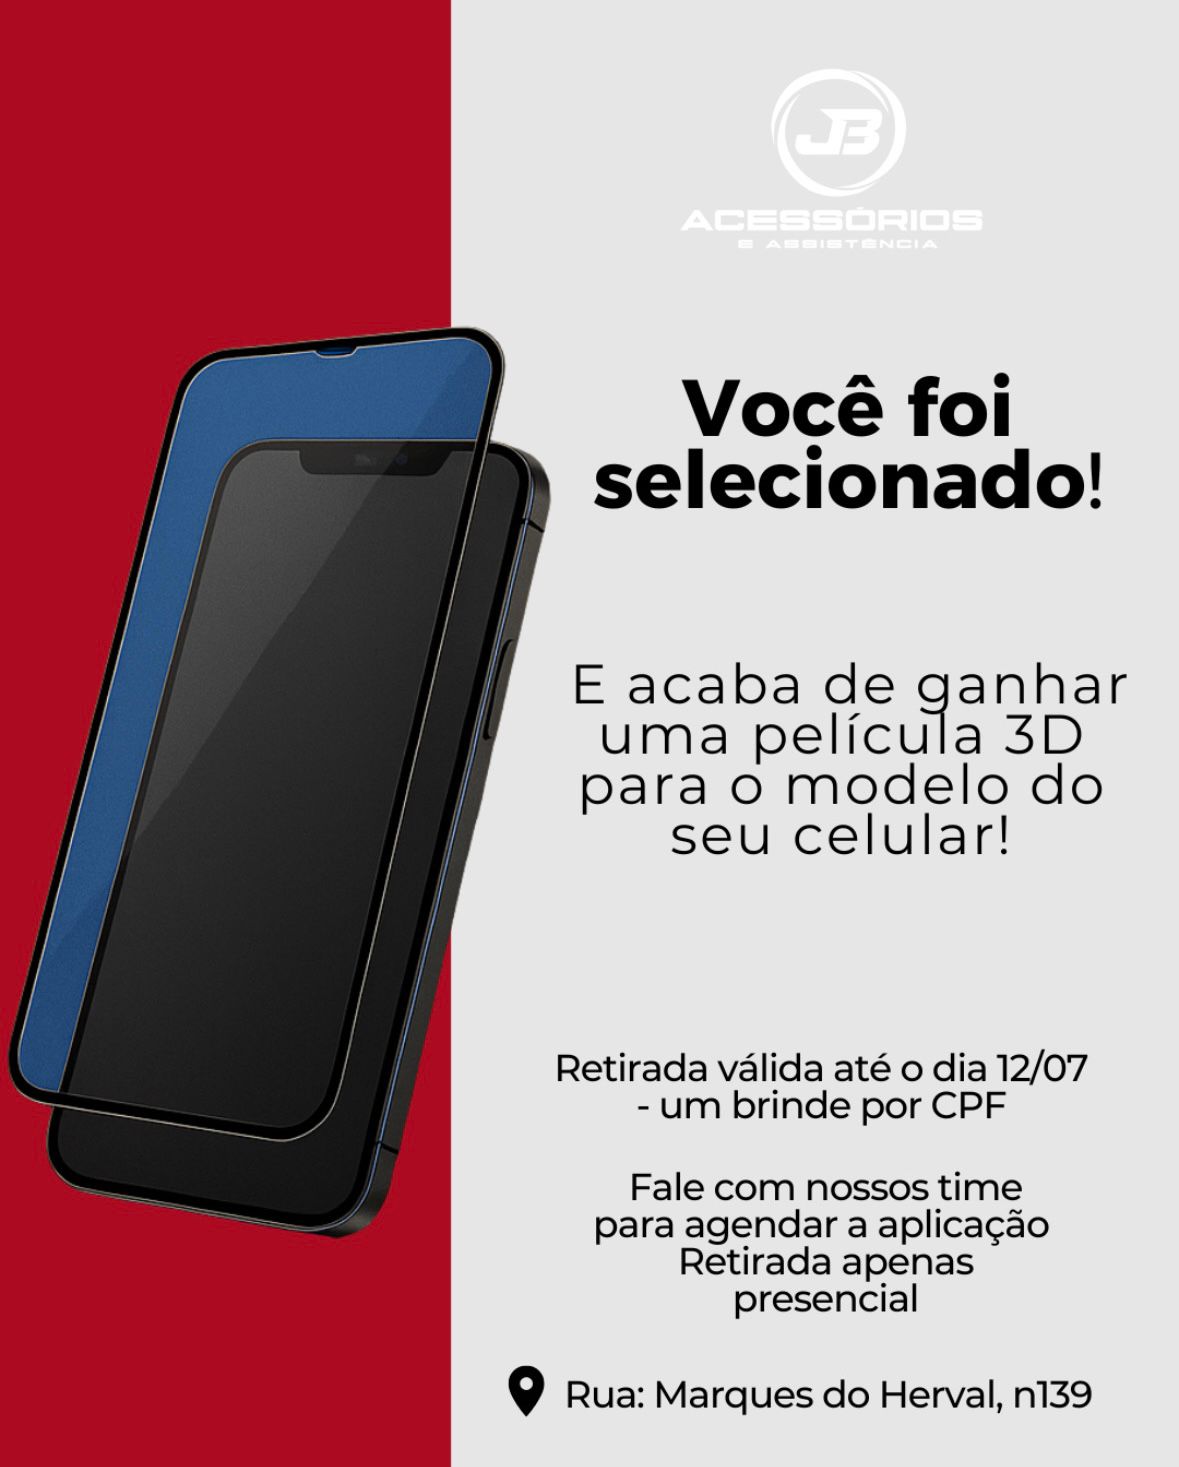 JB
ACESSÓRIOS
E ASSISTÊNCIA
Você foi
selecionado!
E acaba de ganhar
uma película 3D
para o modelo do
seu celular!
Retirada válida até o dia 12/07
- um brinde por CPF
Fale com nossos time
para agendar a aplicação
Retirada apenas
presencial
Rua: Marques do Herval, n139